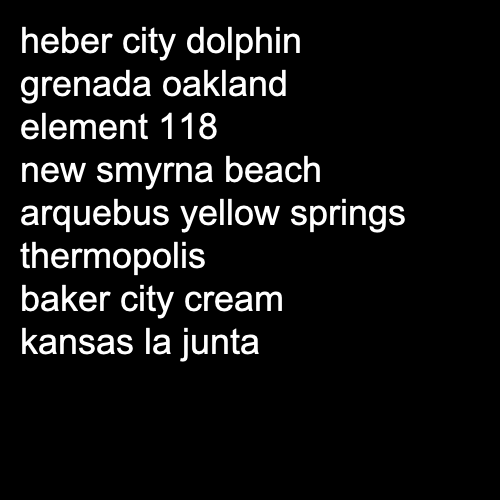 heber city dolphin
grenada oakland
element 118
new smyrna beach
arquebus yellow springs
thermopolis
baker city cream
kansas la junta